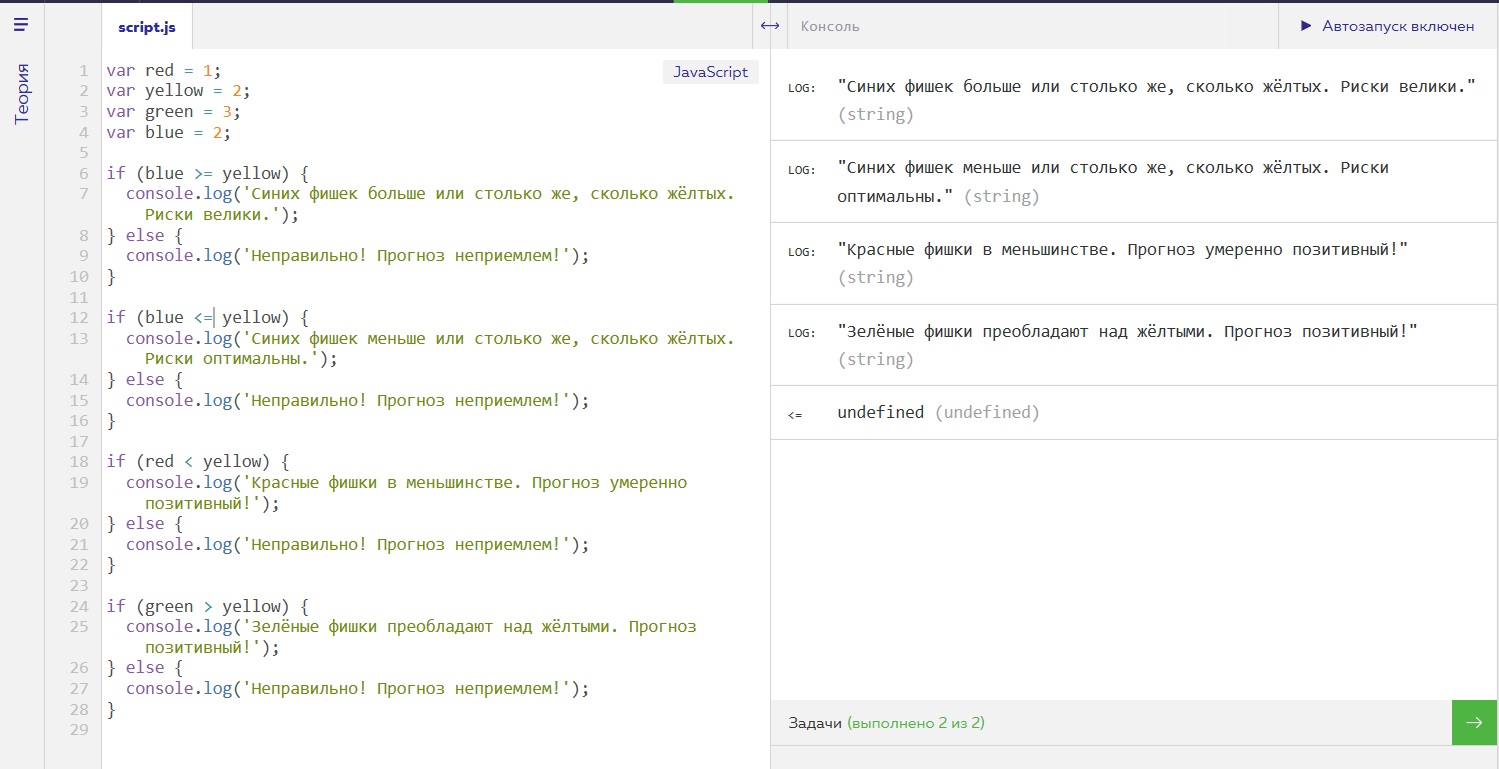 script.js
Консоль
Автозапуск включен
Теория
JavaScript
1 var red = 1;
2 var yellow = 2;
3 var green = 3;
4 var blue = 2;
5
6 if (blue >= yellow) {
7 console.log('Синих фишек больше или столько же, сколько жёлтых.
Риски велики.');
8 } else {
9 console.log('Неправильно! Прогноз неприемлем!');
10 }
11
12 if (blue <= yellow) {
13 console.log('Синих фишек меньше или столько же, сколько жёлтых.
Риски оптимальны.');
14 } else {
15 console.log('Неправильно! Прогноз неприемлем!');
16 }
17
18 if (red < yellow) {
19 console.log('Красные фишки в меньшинстве. Прогноз умеренно
позитивный!');
20 } else {
21 console.log('Неправильно! Прогноз неприемлем!');
22 }
23
24 if (green > yellow) {
25 console.log('Зелёные фишки преобладают над жёлтыми. Прогноз
позитивный!');
26 } else {
27 console.log('Неправильно! Прогноз неприемлем!');
28 }
29
LOG: "Синих фишек больше или столько же, сколько жёлтых. Риски велики."
(string)
LOG: "Синих фишек меньше или столько же, сколько жёлтых. Риски
оптимальны." (string)
LOG: "Красные фишки в меньшинстве. Прогноз умеренно позитивный!"
(string)
LOG: "Зелёные фишки преобладают над жёлтыми. Прогноз позитивный!"
(string)
<= undefined (undefined)
Задачи (выполнено 2 из 2)